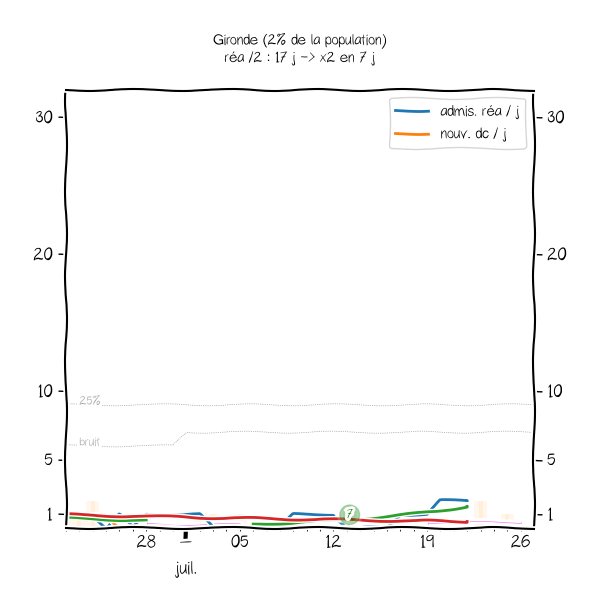 Gironde (2% de la population)
réa /2 : 17 j -> x2 en 7 j
admis. réa / j
nouv. dc / j
30 30
20 20
10 10
25%
bruit
5 5
7
1 1
28 05 12 19 26
juil.